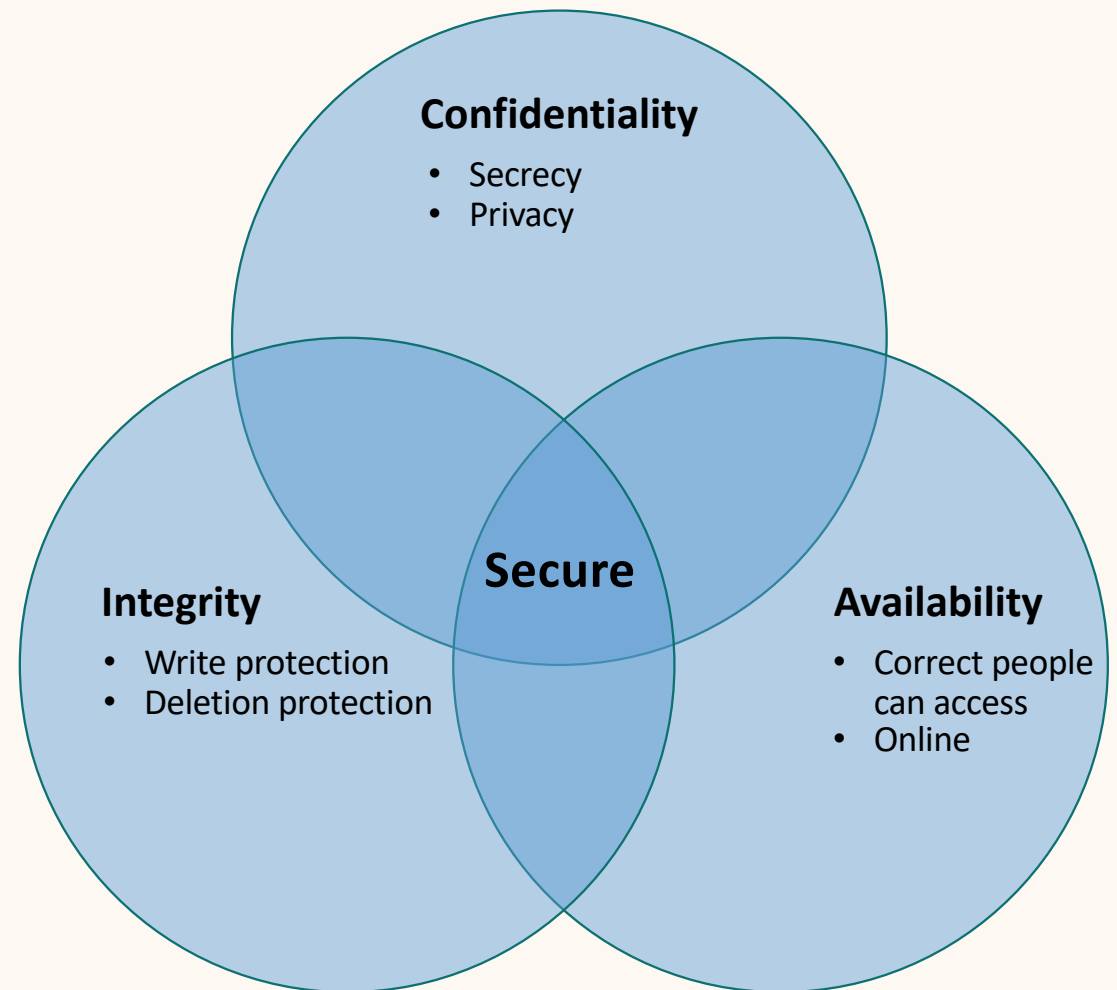 Confidentiality
• Secrecy
• Privacy
Secure
Integrity
• Write protection
• Deletion protection
Availability
• Correct people
can access
• Online